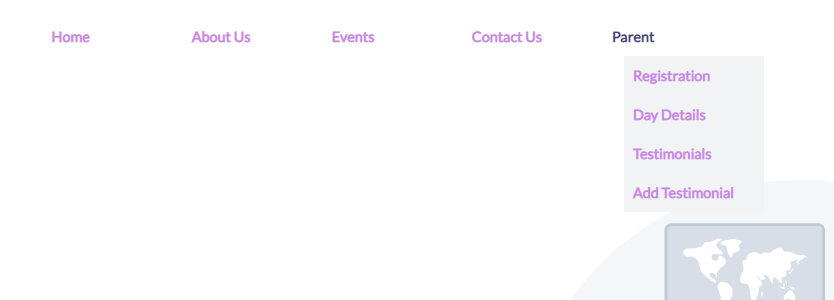 Home About Us Events Contact Us Parent
Registration
Day Details
Testimonials
Add Testimonial